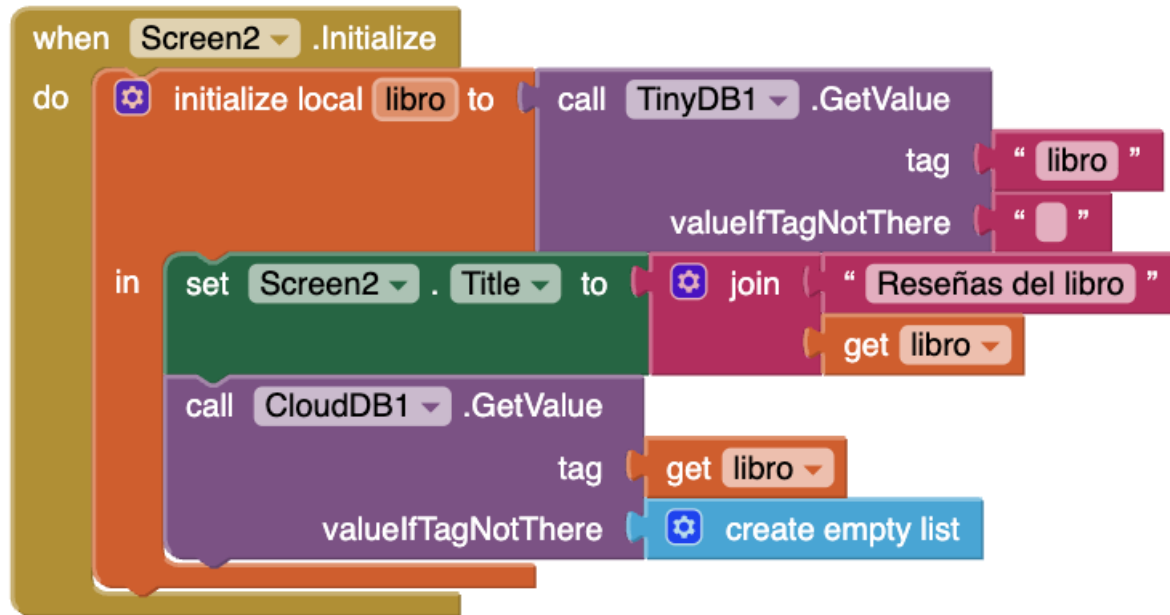 when Screen2 .Initialize
do initialize local libro to call TinyDB1 .GetValue
tag “ libro ”
valueIfTagNotThere “ ”
in set Screen2 . Title to join “ Reseñas del libro ”
get libro
call CloudDB1 .GetValue
tag get libro
valueIfTagNotThere create empty list